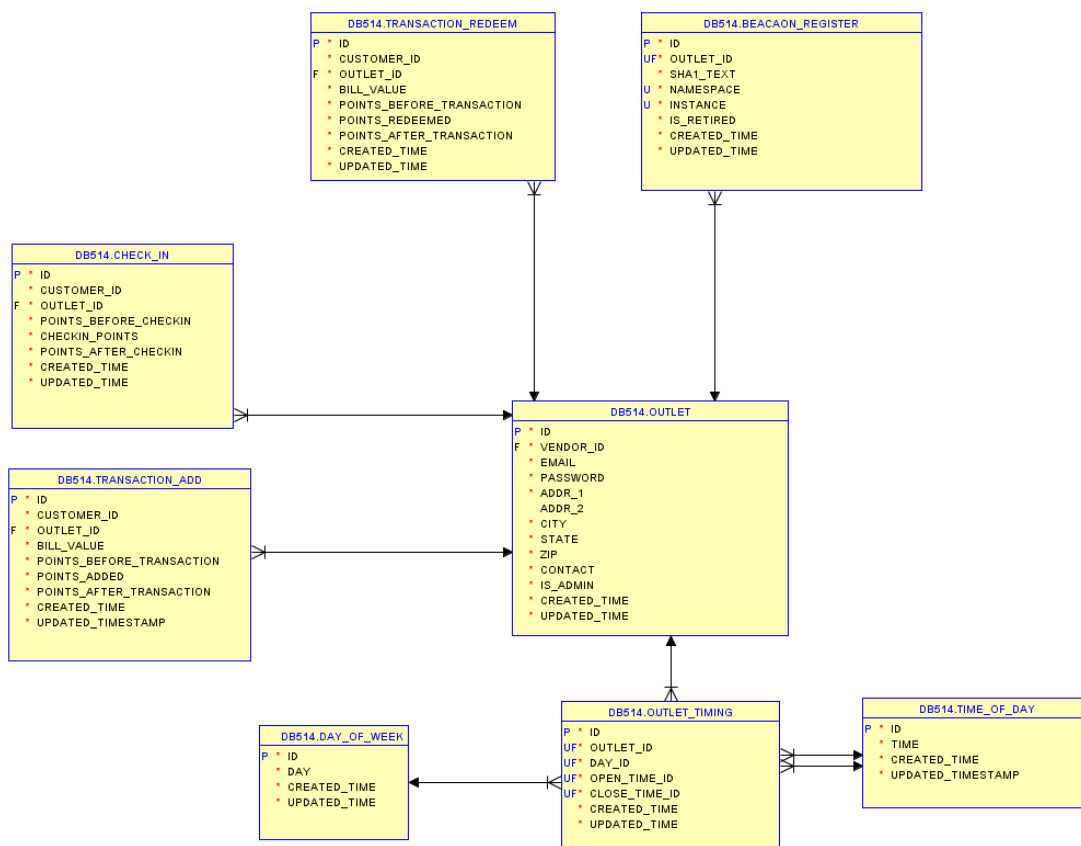 DB514.TRANSACTION_REDEEM
P * ID
* CUSTOMER_ID
F * OUTLET_ID
* BILL_VALUE
* POINTS_BEFORE_TRANSACTION
* POINTS_REDEEMED
* POINTS_AFTER_TRANSACTION
* CREATED_TIME
* UPDATED_TIME
DB514.BEACAON_REGISTER
P * ID
UF* OUTLET_ID
* SHA1_TEXT
U * NAMESPACE
U * INSTANCE
* IS_RETIRED
* CREATED_TIME
* UPDATED_TIME
DB514.CHECK_IN
P * ID
* CUSTOMER_ID
F * OUTLET_ID
* POINTS_BEFORE_CHECKIN
* CHECKIN_POINTS
* POINTS_AFTER_CHECKIN
* CREATED_TIME
* UPDATED_TIME
DB514.OUTLET
P * ID
F * VENDOR_ID
* EMAIL
* PASSWORD
* ADDR_1
ADDR_2
* CITY
* STATE
* ZIP
* CONTACT
* IS_ADMIN
* CREATED_TIME
* UPDATED_TIME
DB514.TRANSACTION_ADD
P * ID
* CUSTOMER_ID
F * OUTLET_ID
* BILL_VALUE
* POINTS_BEFORE_TRANSACTION
* POINTS_ADDED
* POINTS_AFTER_TRANSACTION
* CREATED_TIME
* UPDATED_TIMESTAMP
DB514.DAY_OF_WEEK
P * ID
* DAY
* CREATED_TIME
* UPDATED_TIME
DB514.OUTLET_TIMING
P * ID
UF* OUTLET_ID
UF* DAY_ID
UF* OPEN_TIME_ID
UF* CLOSE_TIME_ID
* CREATED_TIME
* UPDATED_TIME
DB514.TIME_OF_DAY
P * ID
* TIME
* CREATED_TIME
* UPDATED_TIMESTAMP